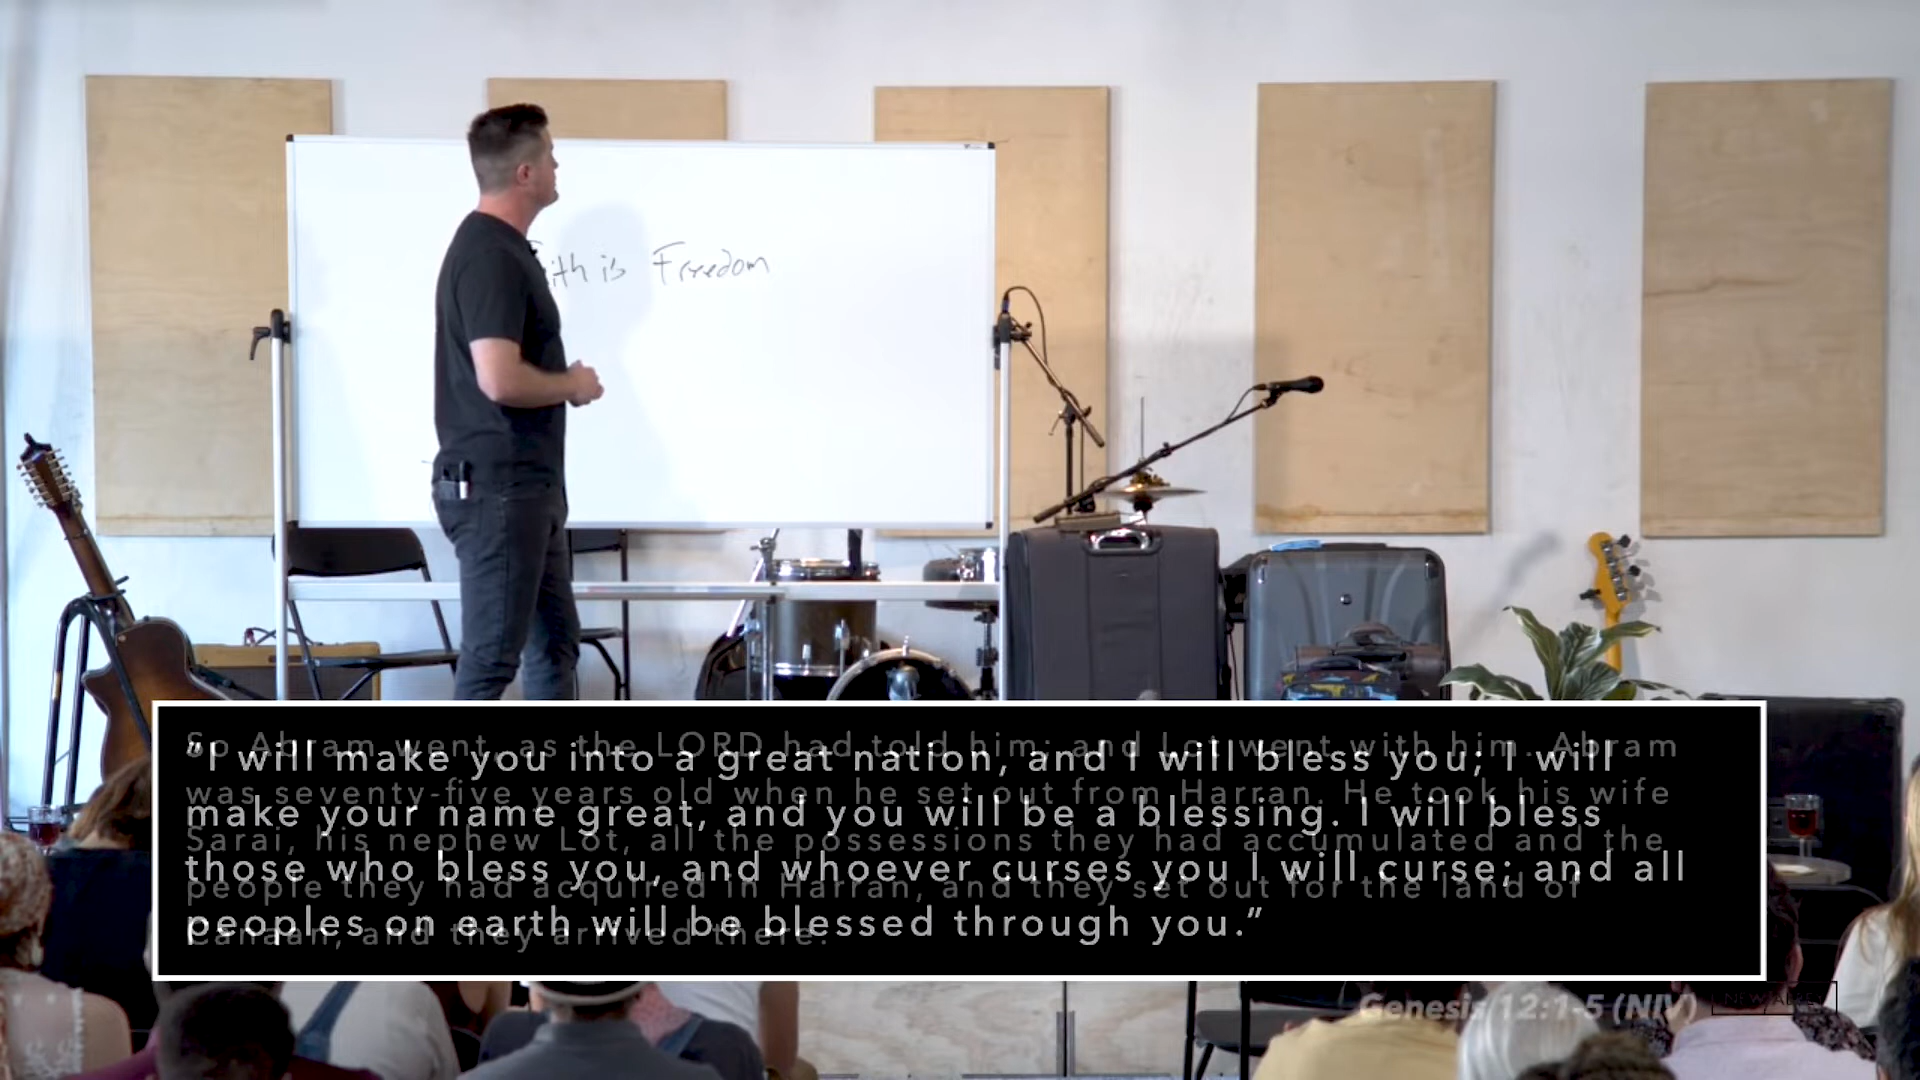 ith is Freedom
"I will make you into a great nation, and I will bless you; I will
make your name great, and you will be a blessing. I will bless
those who bless you, and whoever curses you I will curse; and all
peoples on earth will be blessed through you.”
So Abram went, as the LORD had told him; and Lot went with him. Abram
was seventy-five years old when he set out from Harran. He took his wife
Sarai, his nephew Lot, all the possessions they had accumulated and the
people they had acquired in Harran, and they set out for the land of
Canaan, and they arrived there.
Genesis 12:1-5 (NIV)